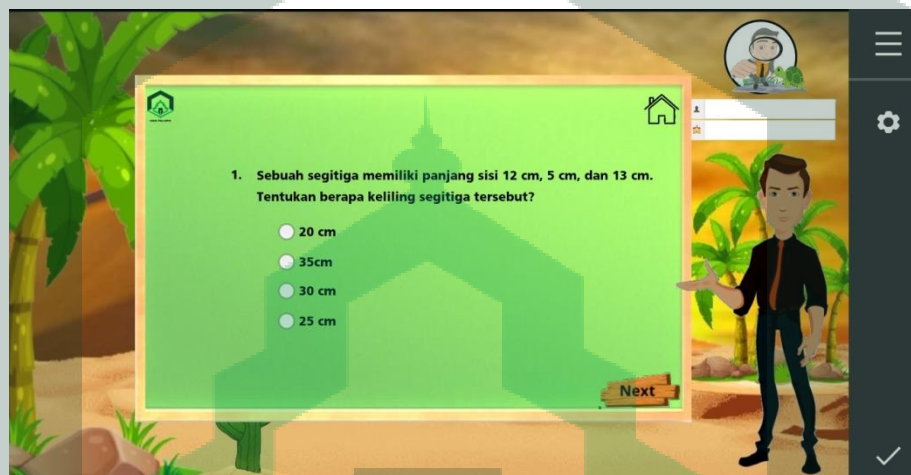 1. Sebuah segitiga memiliki panjang sisi 12 cm, 5 cm, dan 13 cm.
Tentukan berapa keliling segitiga tersebut?
20 cm
35cm
30 cm
25 cm
Next